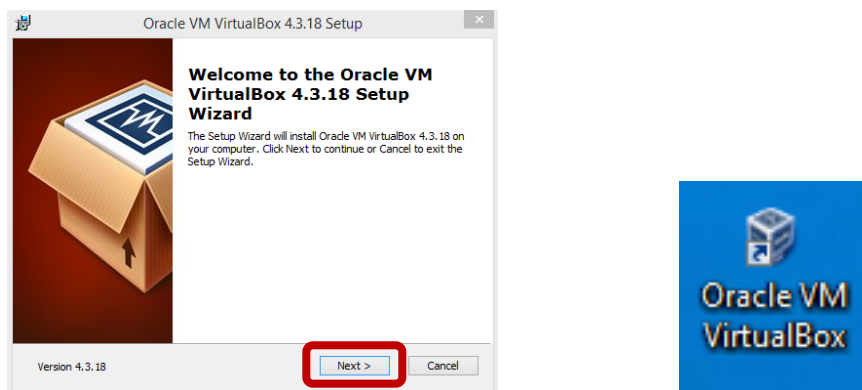 Oracle VM VirtualBox 4.3.18 Setup
Welcome to the Oracle VM
VirtualBox 4.3.18 Setup
Wizard
The Setup Wizard will install Oracle VM VirtualBox 4.3.18 on
your computer. Click Next to continue or Cancel to exit the
Setup Wizard.
Version 4.3.18
Next >
Cancel
Oracle VM
VirtualBox